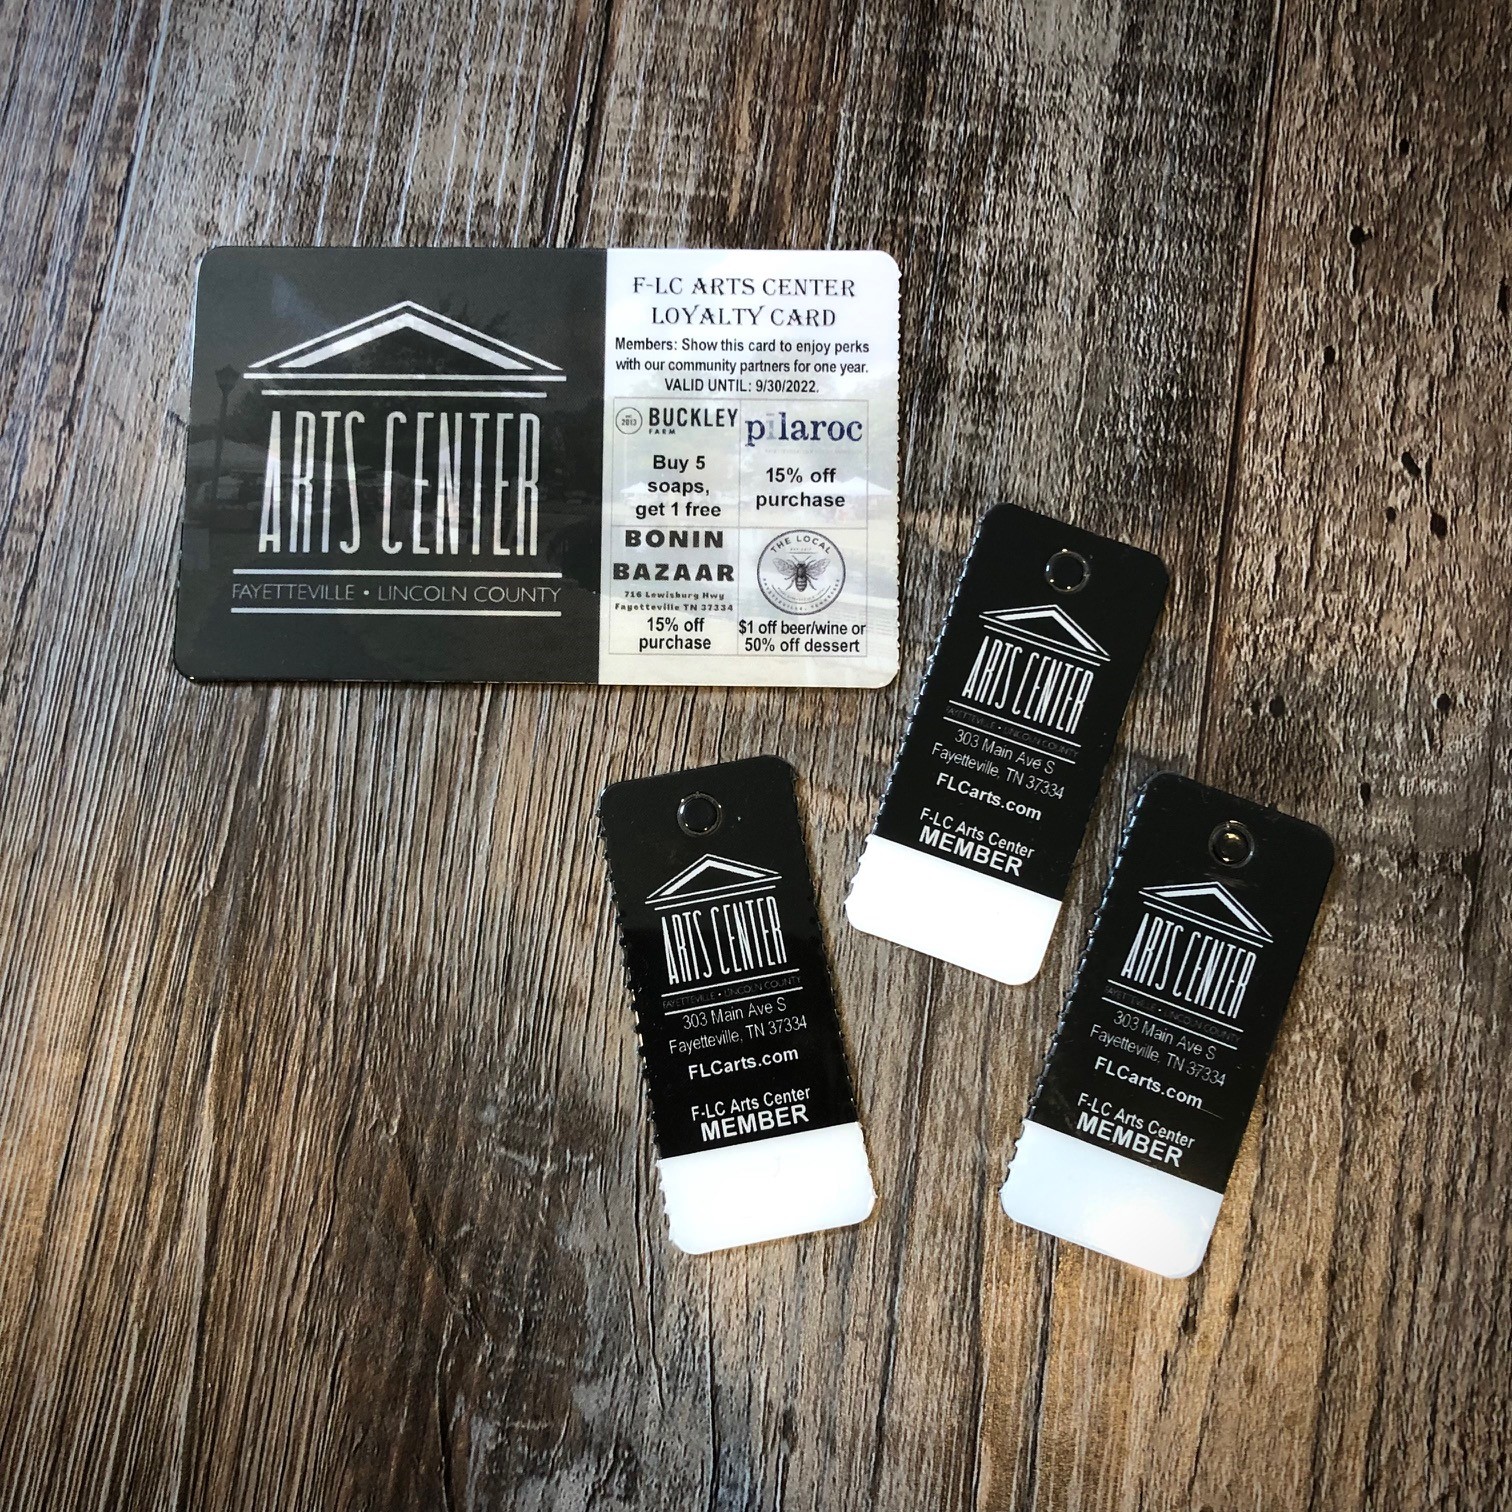 ARTS CENTER
FAYETTEVILLE • LINCOLN COUNTY
F-LC ARTS CENTER
LOYALTY CARD
Members: Show this card to enjoy perks
with our community partners for one year.
VALID UNTIL: 9/30/2022.
2013
BUCKLEY
FARM
Buy 5
soaps,
get 1 free
pilaroc
15% off
purchase
BONIN
BAZAAR
716 Lewisburg Hwy
Fayetteville TN 37334
15% off
purchase
THE LOCAL
FAYETTEVILLE, TENNESSEE
$1 off beer/wine or
50% off dessert
ARTS CENTER
FAYETTEVILLE • LINCOLN COUNTY
303 Main Ave S
Fayetteville, TN 37334
FLCarts.com
F-LC Arts Center
MEMBER
ARTS CENTER
FAYETTEVILLE • LINCOLN COUNTY
303 Main Ave S
Fayetteville, TN 37334
FLCarts.com
F-LC Arts Center
MEMBER
ARTS CENTER
FAYETTEVILLE • LINCOLN COUNTY
303 Main Ave S
Fayetteville, TN 37334
FLCarts.com
F-LC Arts Center
MEMBER